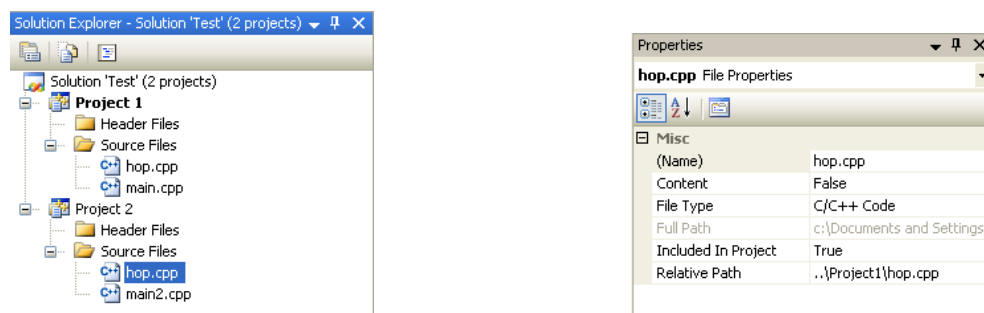 Solution Explorer - Solution 'Test' (2 projects)
Solution 'Test' (2 projects)
Project 1
Header Files
Source Files
hop.cpp
main.cpp
Project 2
Header Files
Source Files
hop.cpp
main2.cpp
Properties
hop.cpp File Properties
Misc
(Name) hop.cpp
Content False
File Type C/C++ Code
Full Path c:\Documents and Settings
Included In Project True
Relative Path ..\Project1\hop.cpp